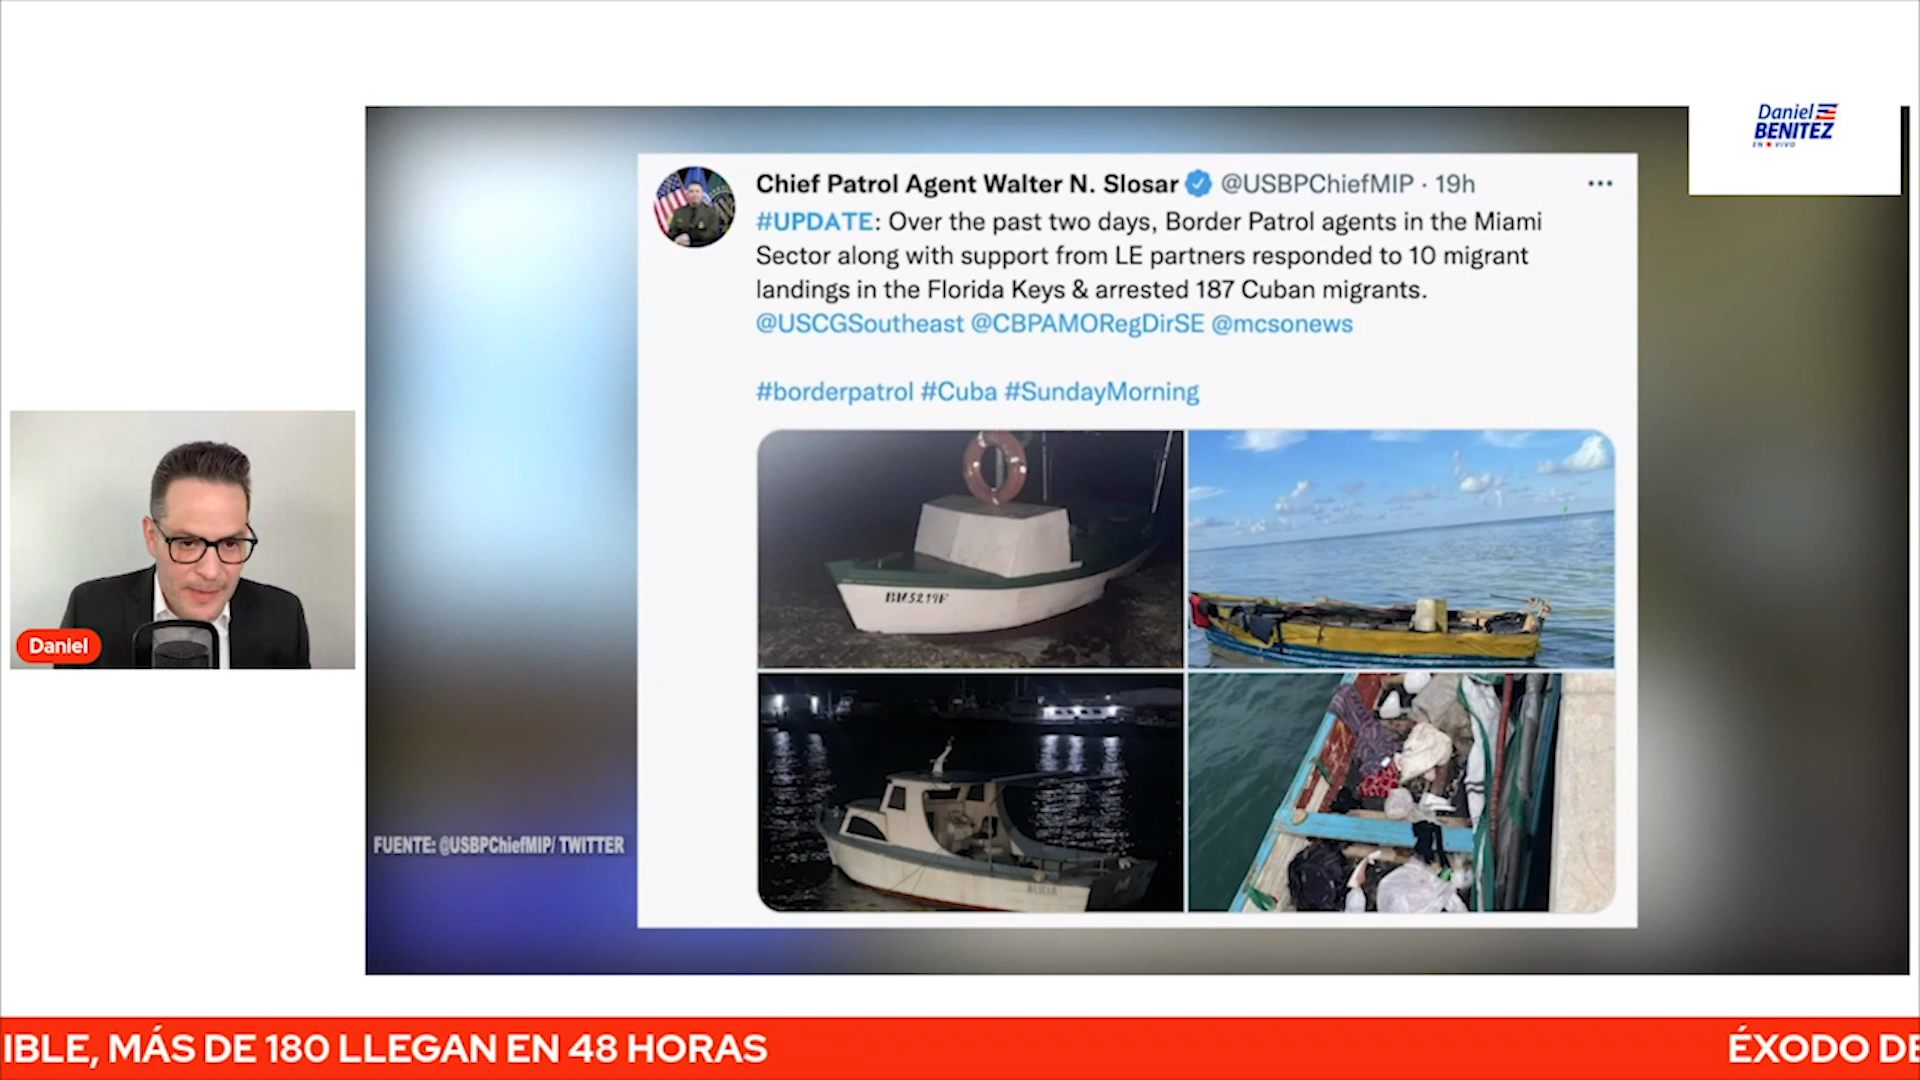 Daniel
BENITEZ
EN VIVO
Chief Patrol Agent Walter N. Slosar @USBPChiefMIP · 19h
#UPDATE: Over the past two days, Border Patrol agents in the Miami
Sector along with support from LE partners responded to 10 migrant
landings in the Florida Keys & arrested 187 Cuban migrants.
@USCGSoutheast @CBPAMORegDirSE @mcsonews
#borderpatrol #Cuba #SundayMorning
ALICIA
Daniel
FUENTE: @USBPChiefMIP/ TWITTER
IBLE, MÁS DE 180 LLEGAN EN 48 HORAS
ÉXODO DE